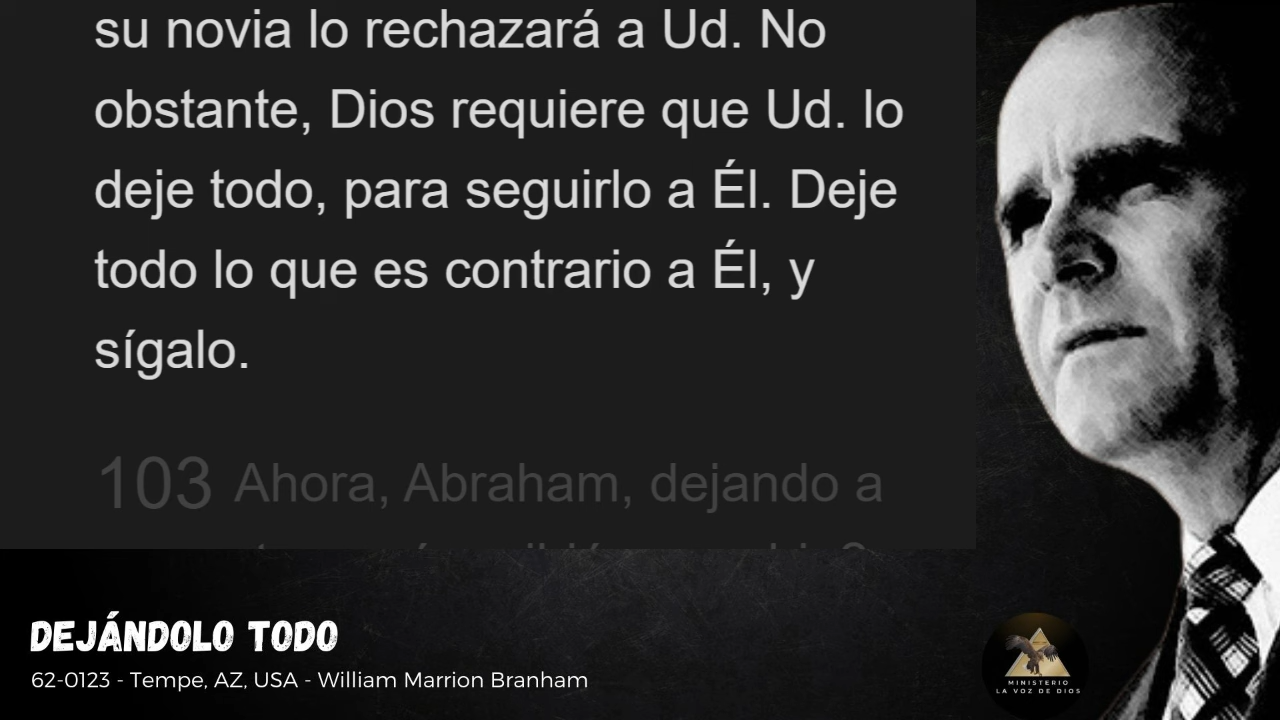 su novia lo rechazará a Ud. No
obstante, Dios requiere que Ud. lo
deje todo, para seguirlo a Él. Deje
todo lo que es contrario a Él, y
sígalo.
103 Ahora, Abraham, dejando a
DEJÁNDOLO TODO
62-0123 - Tempe, AZ, USA - William Marrion Branham
MINISTERIO
LA VOZ DE DIOS